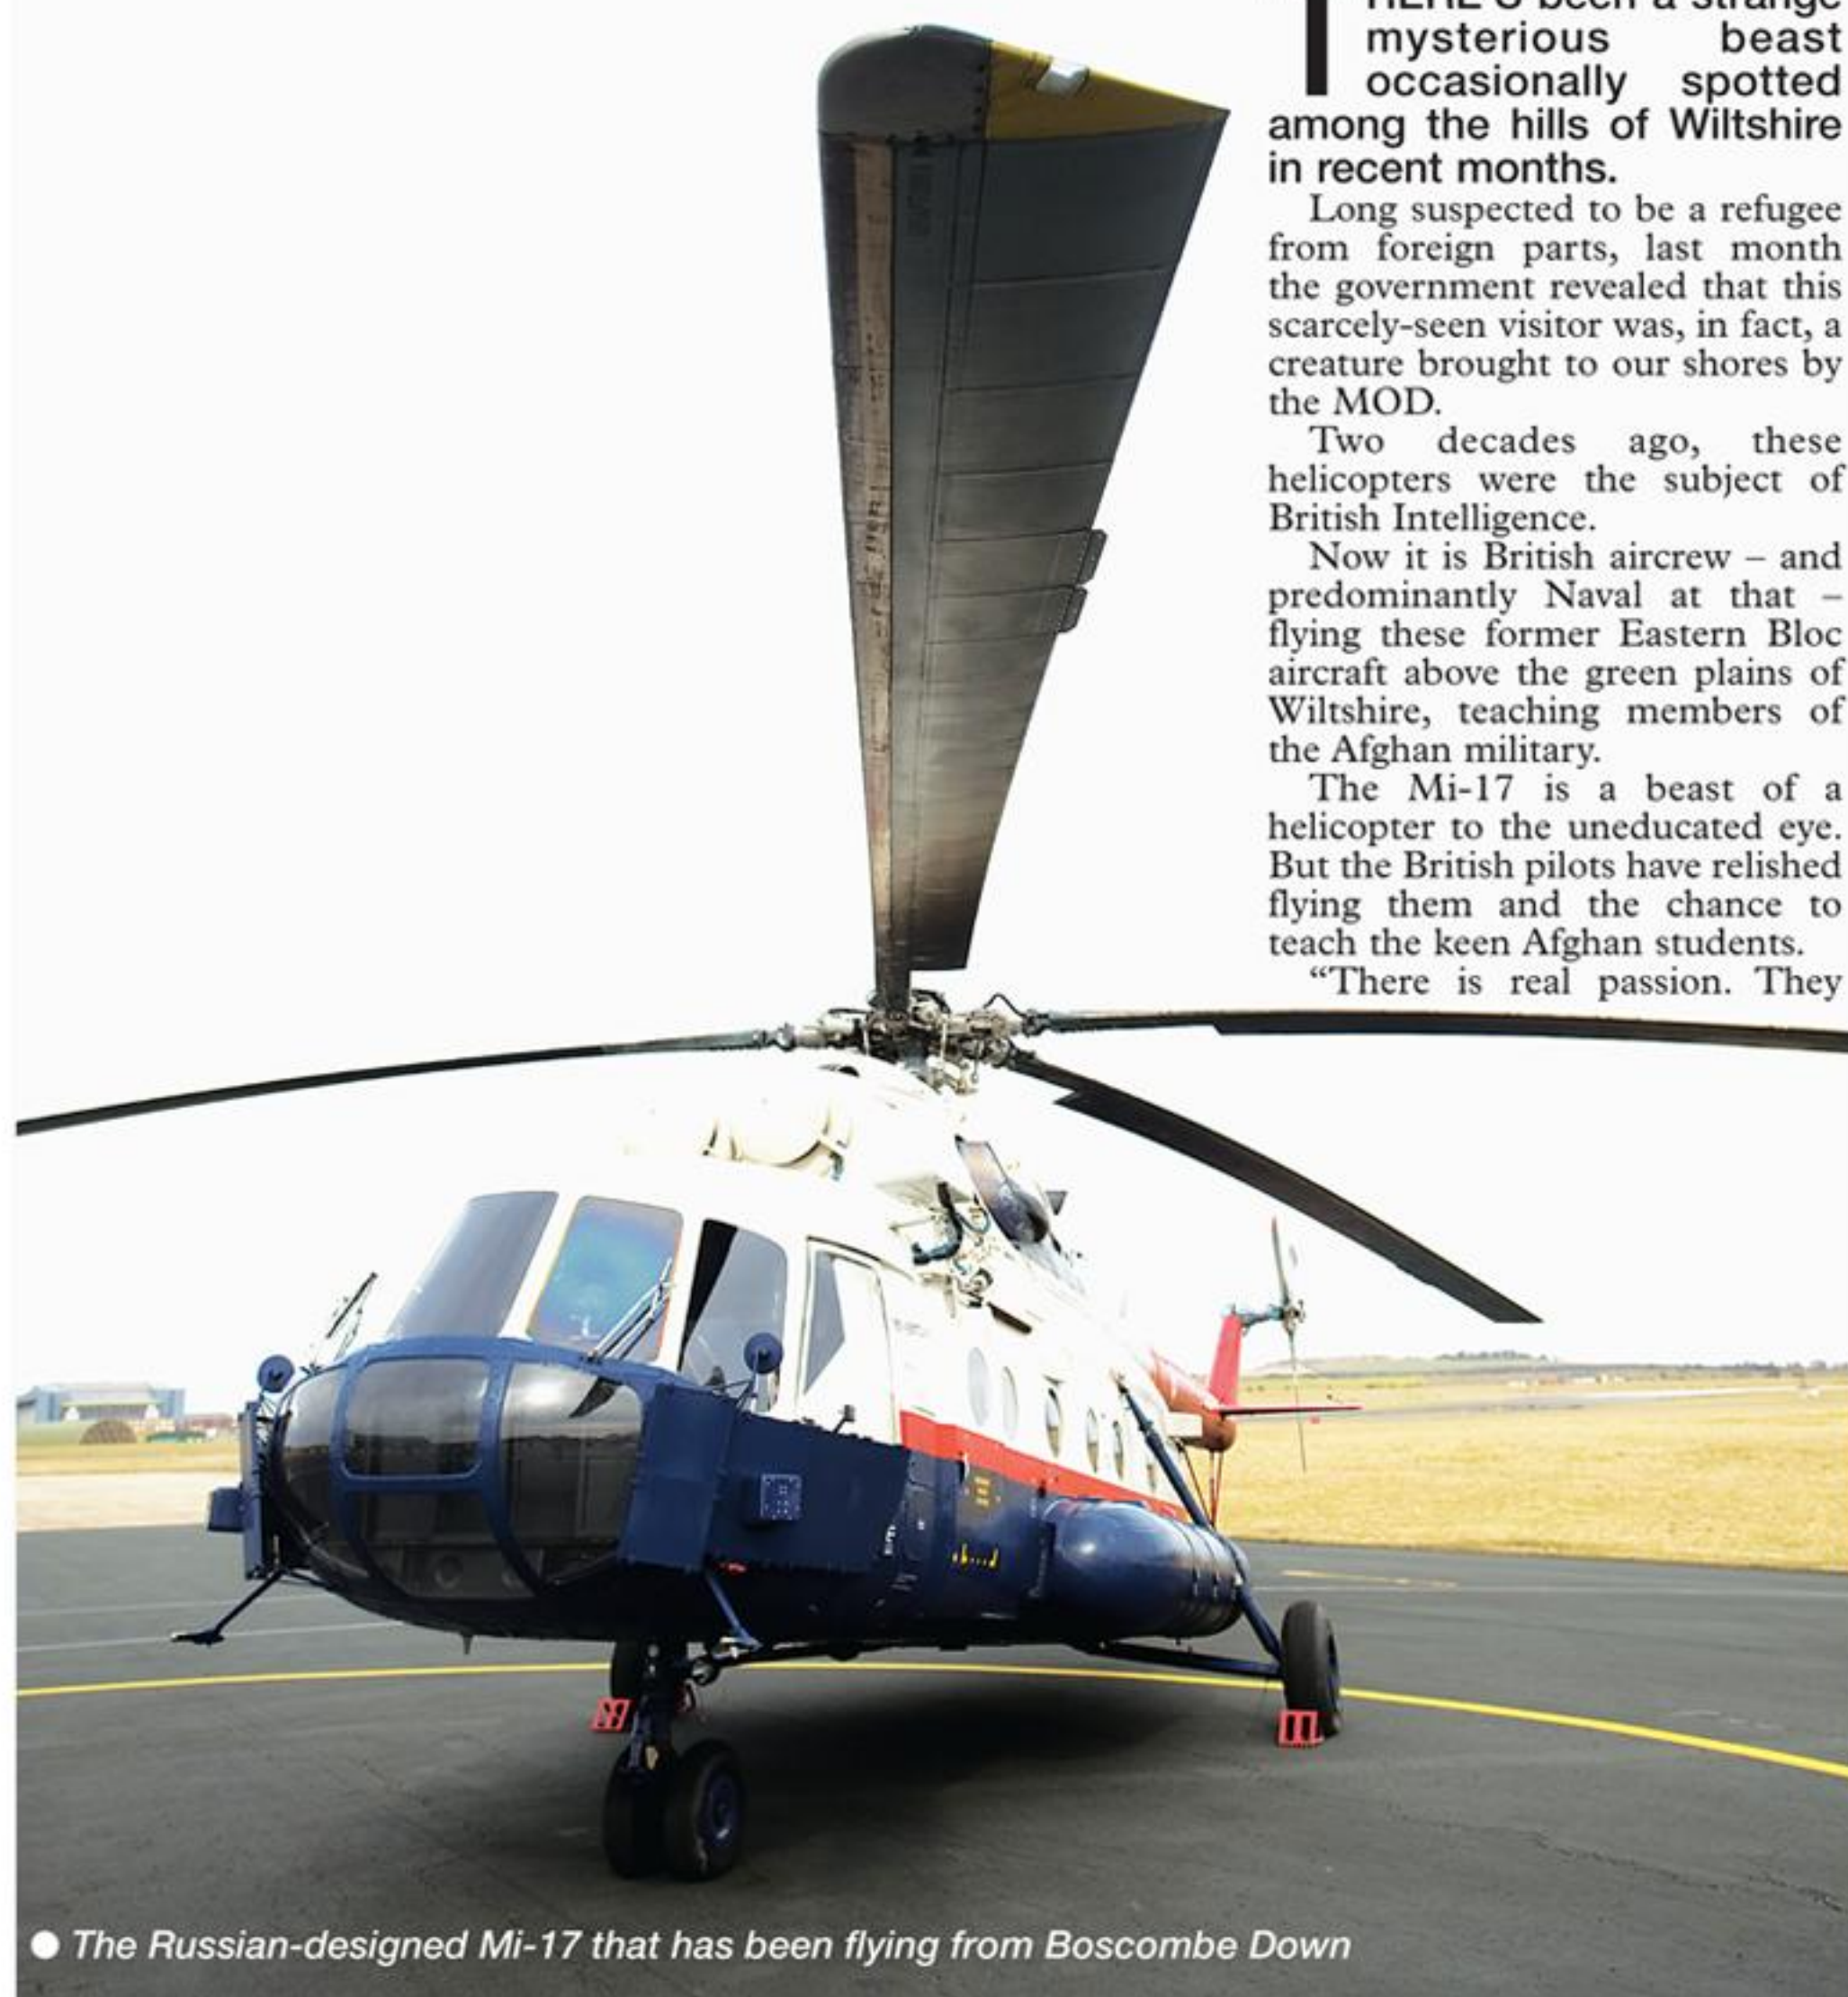 THERE'S been a strange
mysterious beast
occasionally spotted
among the hills of Wiltshire
in recent months.
Long suspected to be a refugee
from foreign parts, last month
the government revealed that this
scarcely-seen visitor was, in fact, a
creature brought to our shores by
the MOD.
Two decades ago, these
helicopters were the subject of
British Intelligence.
Now it is British aircrew – and
predominantly Naval at that –
flying these former Eastern Bloc
aircraft above the green plains of
Wiltshire, teaching members of
the Afghan military.
The Mi-17 is a beast of a
helicopter to the uneducated eye.
But the British pilots have relished
flying them and the chance to
teach the keen Afghan students.
“There is real passion. They
● The Russian-designed Mi-17 that has been flying from Boscombe Down